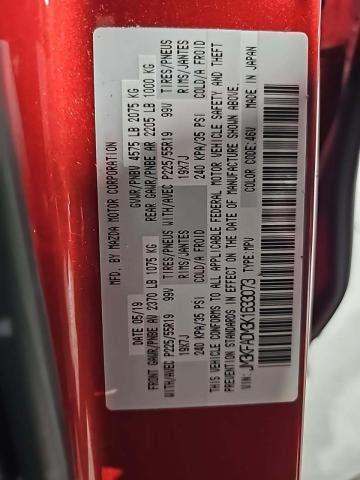 MFD. BY MAZDA MOTOR CORPORATION
DATE 05/19 GVWR/PNBV 4575 LB 2075 KG
FRONT GAWR/PNBE AV 2370 LB 1075 KG REAR GAWR/PNBE AR 2205 LB 1000 KG
WITH/AVEC P225/55R19 99V TIRES/PNEUS WITH/AVEC P225/55R19 99V TIRES/PNEUS
19X7J RIMS/JANTES 19X7J RIMS/JANTES
240 KPA/35 PSI COLD/A FROID 240 KPA/35 PSI COLD/A FROID
THIS VEHICLE CONFORMS TO ALL APPLICABLE FEDERAL MOTOR VEHICLE SAFETY AND THEFT
PREVENTION STANDARDS IN EFFECT ON THE DATE OF MANUFACTURE SHOWN ABOVE.
TYPE: MPV COLOR: 46V MADE IN JAPAN
VIN: JM3KFADM3K1633073